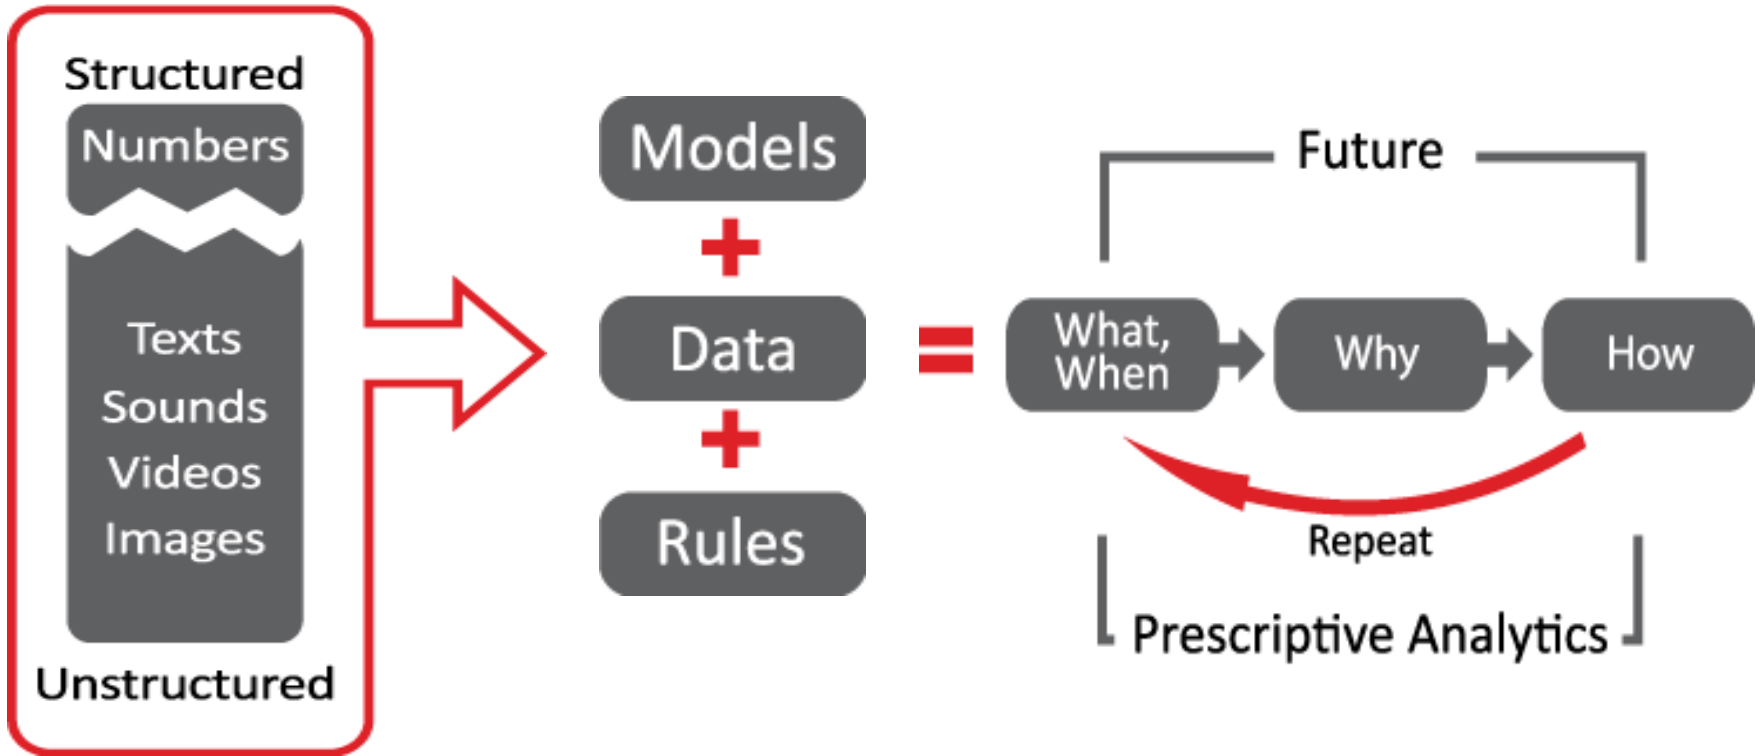 Structured
Numbers
Texts
Sounds
Videos
Images
Unstructured
Models
+
Data
+
Rules
=
Future
What,
When
Why
How
Repeat
Prescriptive Analytics